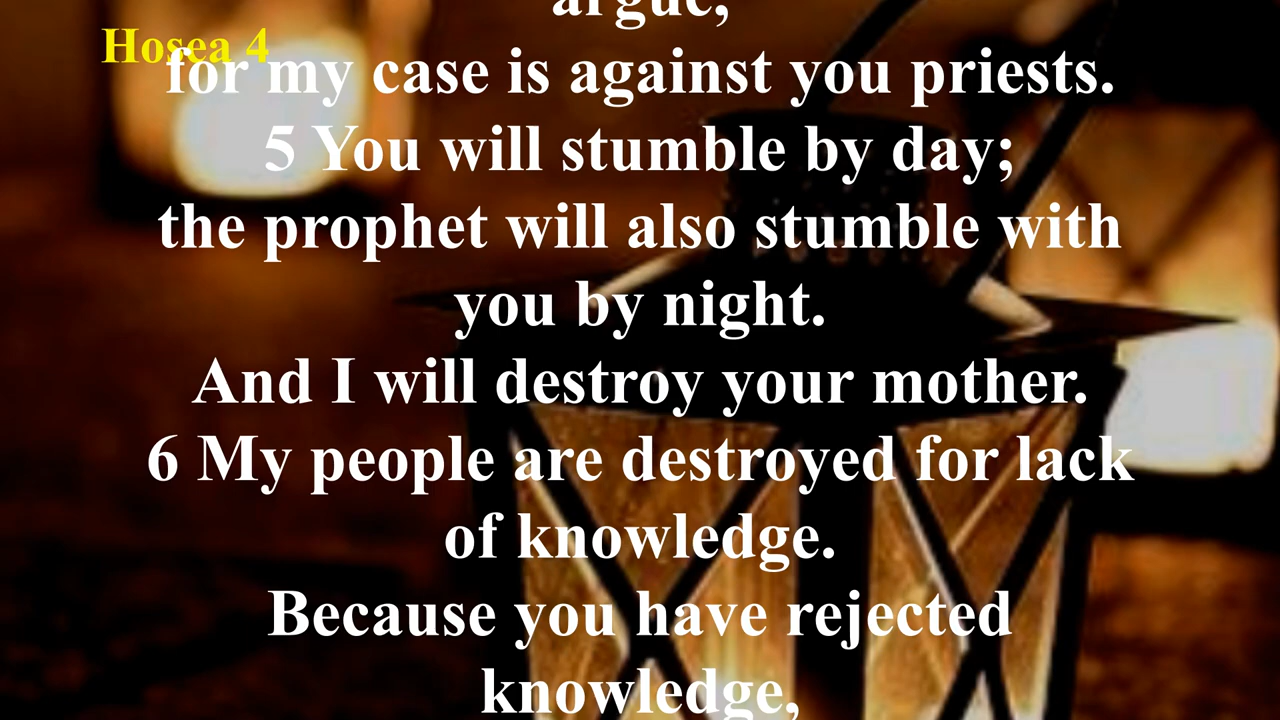 argue,
Hosea 4
for my case is against you priests.
5 You will stumble by day;
the prophet will also stumble with
you by night.
And I will destroy your mother.
6 My people are destroyed for lack
of knowledge.
Because you have rejected
knowledge,